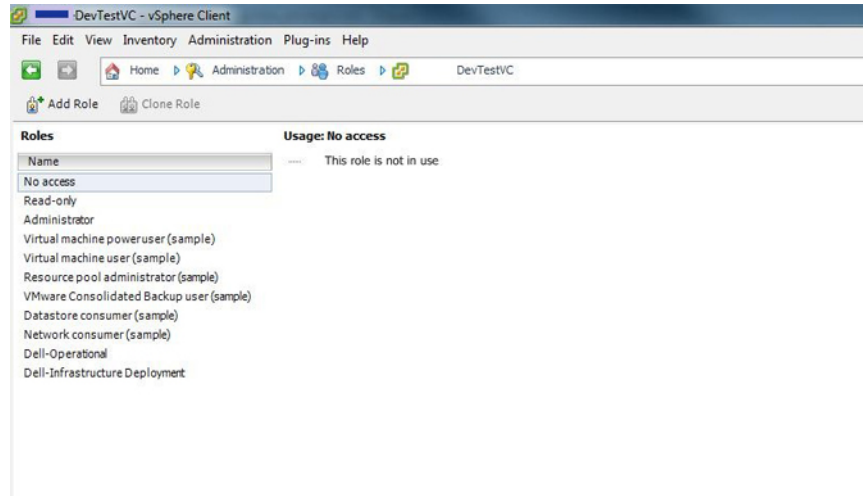 DevTestVC - vSphere Client
File Edit View Inventory Administration Plug-ins Help
Home Administration Roles DevTestVC
Add Role Clone Role
Roles
Usage: No access
Name
This role is not in use
No access
Read-only
Administrator
Virtual machine poweruser (sample)
Virtual machine user (sample)
Resource pool administrator (sample)
VMware Consolidated Backup user (sample)
Datastore consumer (sample)
Network consumer (sample)
Dell-Operational
Dell-Infrastructure Deployment